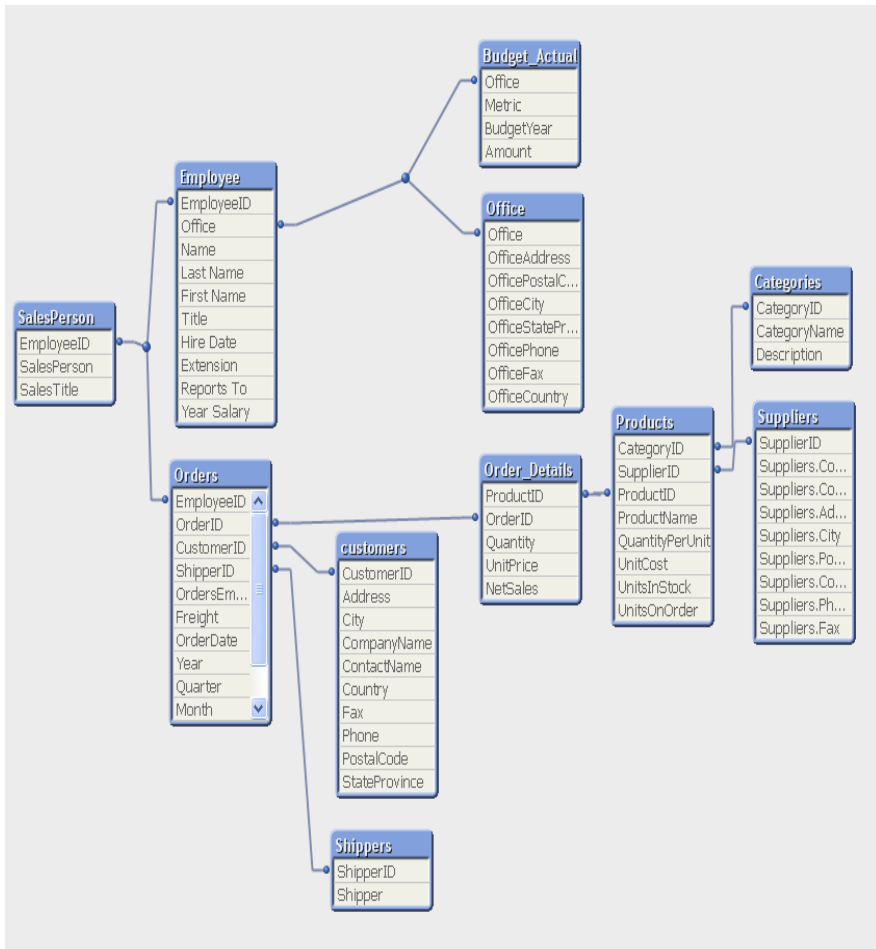 Budget_Actual
Office
Metric
BudgetYear
Amount
Employee
EmployeeID
Office
Name
Last Name
First Name
Title
Hire Date
Extension
Reports To
Year Salary
Office
Office
OfficeAddress
OfficePostalC...
OfficeCity
OfficeStatePr...
OfficePhone
OfficeFax
OfficeCountry
SalesPerson
EmployeeID
SalesPerson
SalesTitle
Categories
CategoryID
CategoryName
Description
Products
CategoryID
SupplierID
ProductID
ProductName
QuantityPerUnit
UnitCost
UnitsInStock
UnitsOnOrder
Suppliers
SupplierID
Suppliers.Co...
Suppliers.Co...
Suppliers.Ad...
Suppliers.City
Suppliers.Po...
Suppliers.Co...
Suppliers.Ph...
Suppliers.Fax
Orders
EmployeeID
OrderID
CustomerID
ShipperID
OrdersEm...
Freight
OrderDate
Year
Quarter
Month
Order_Details
ProductID
OrderID
Quantity
UnitPrice
NetSales
customers
CustomerID
Address
City
CompanyName
ContactName
Country
Fax
Phone
PostalCode
StateProvince
Shippers
ShipperID
Shipper